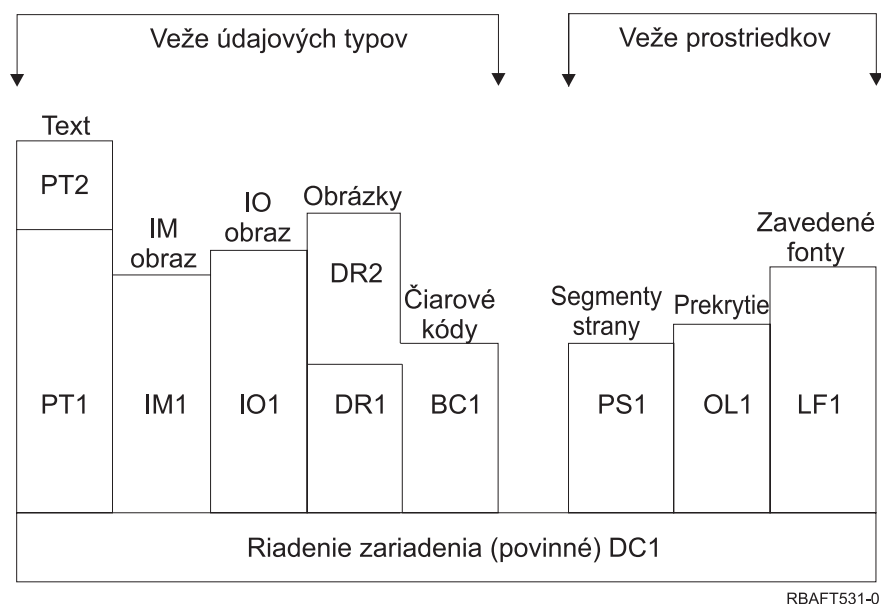 Veže údajových typov
Veže prostriedkov
Text
PT2
IM
obraz
IO
obraz
Obrázky
DR2
Čiarové
kódy
Segmenty
strany
Prekrytie
Zavedené
fonty
PT1
IM1
IO1
DR1
BC1
PS1
OL1
LF1
Riadenie zariadenia (povinné) DC1
RBAFT531-0